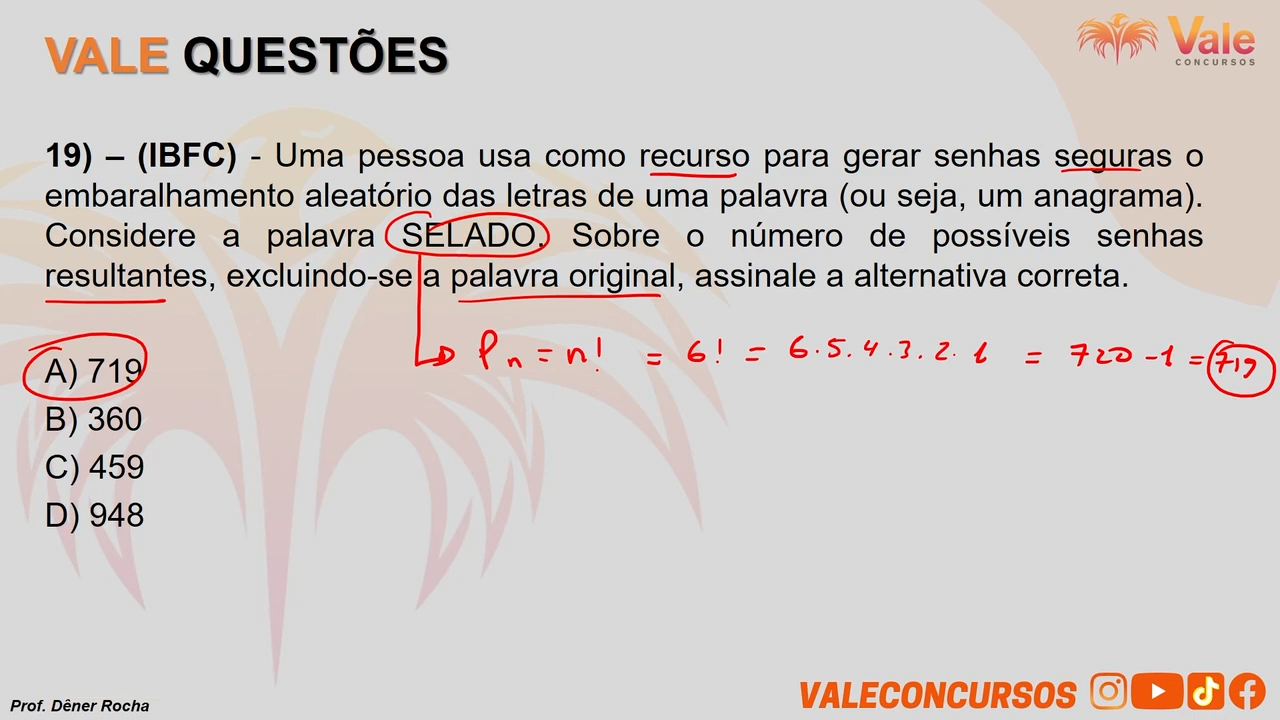 VALE QUESTÕES
Vale
CONCURSOS
19) – (IBFC) - Uma pessoa usa como recurso para gerar senhas seguras o
embaralhamento aleatório das letras de uma palavra (ou seja, um anagrama).
Considere a palavra SELADO. Sobre o número de possíveis senhas
resultantes, excluindo-se a palavra original, assinale a alternativa correta.
Pn = n! = 6! = 6.5.4.3.2.1 = 720 -1 = 719
A) 719
B) 360
C) 459
D) 948
VALECONCURSOS
Prof. Dêner Rocha